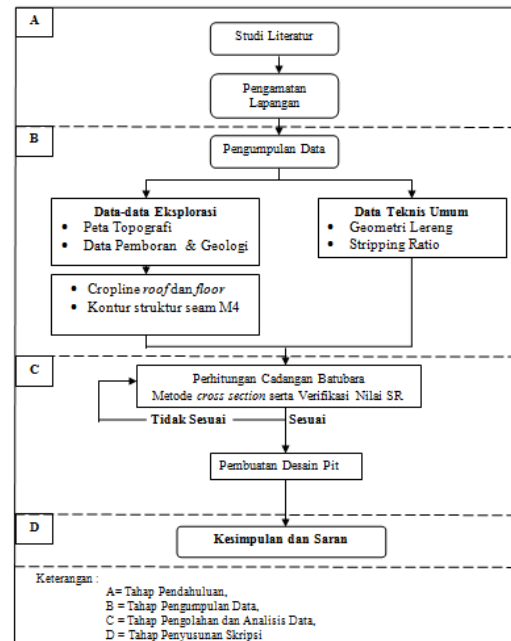 A
Studi Literatur
Pengamatan
Lapangan
B
Pengumpulan Data
Data-data Eksplorasi
• Peta Topografi
• Data Pemboran & Geologi
Data Teknis Umum
• Geometri Lereng
• Stripping Ratio
• Cropline roof dan floor
• Kontur struktur seam M4
C
Perhitungan Cadangan Batubara
Metode cross section serta Verifikasi Nilai SR
Tidak Sesuai
Sesuai
Pembuatan Desain Pit
D
Kesimpulan dan Saran
Keterangan :
A= Tahap Pendahuluan,
B = Tahap Pengumpulan Data,
C = Tahap Pengolahan dan Analisis Data,
D = Tahap Penyusunan Skripsi